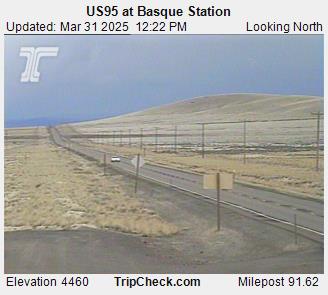 US95 at Basque Station
Updated: Mar 31 2025 12:22 PM Looking North
Elevation 4460 TripCheck.com Milepost 91.62